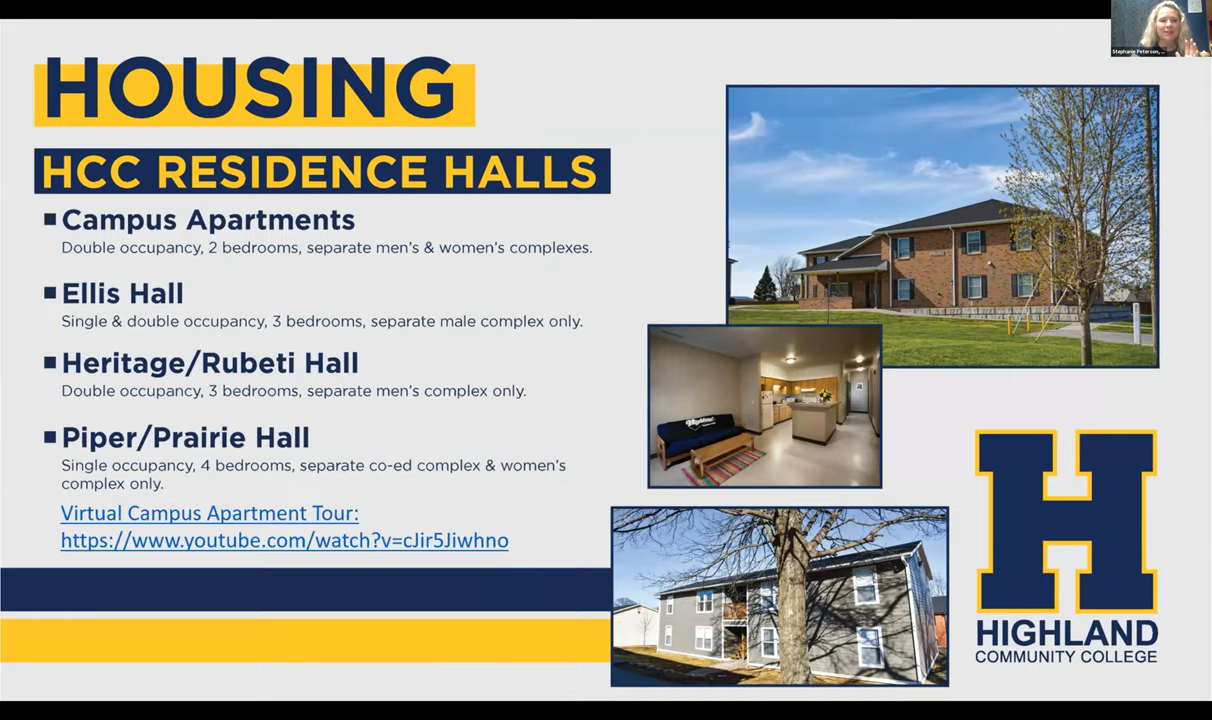 Stephanie Peterson, ...
HOUSING
HCC RESIDENCE HALLS
Campus Apartments
Double occupancy, 2 bedrooms, separate men's & women's complexes.
Ellis Hall
Single & double occupancy, 3 bedrooms, separate male complex only.
Heritage/Rubeti Hall
Double occupancy, 3 bedrooms, separate men's complex only.
Piper/Prairie Hall
Single occupancy, 4 bedrooms, separate co-ed complex & women's
complex only.
Virtual Campus Apartment Tour:
https://www.youtube.com/watch?v=cJir5Jiwhno
Highland
H
HIGHLAND
COMMUNITY COLLEGE